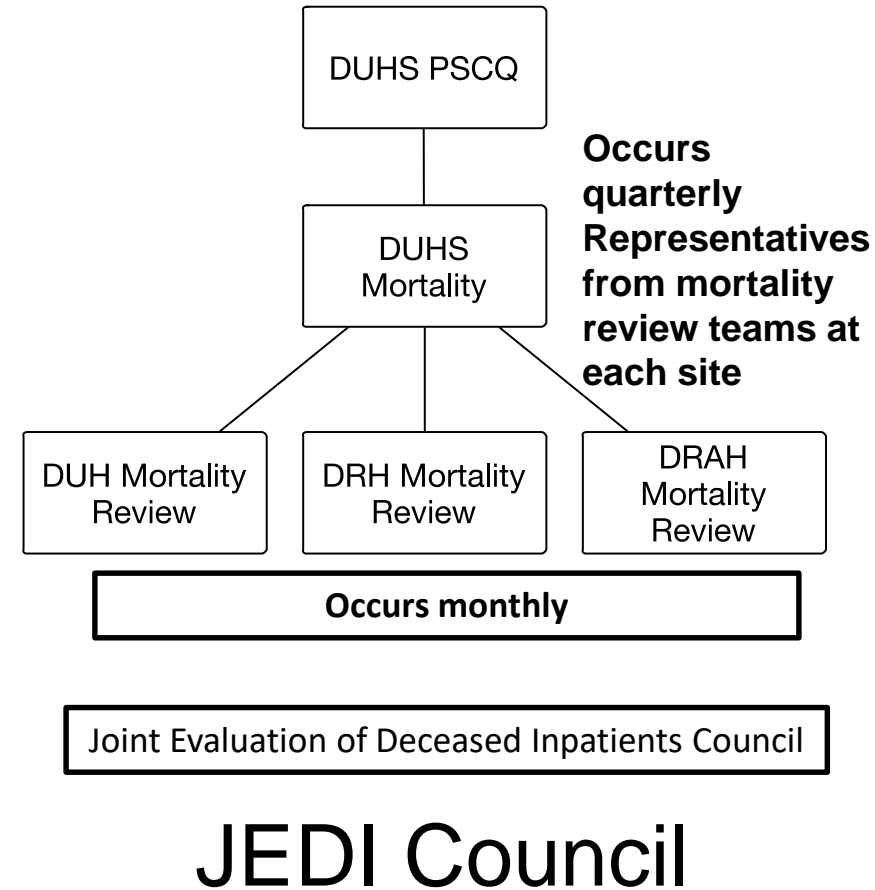 DUHS PSCQ
Occurs
quarterly
Representatives
from mortality
review teams at
each site
DUHS
Mortality
DUH Mortality
Review
DRH Mortality
Review
DRAH
Mortality
Review
Occurs monthly
Joint Evaluation of Deceased Inpatients Council
JEDI Council